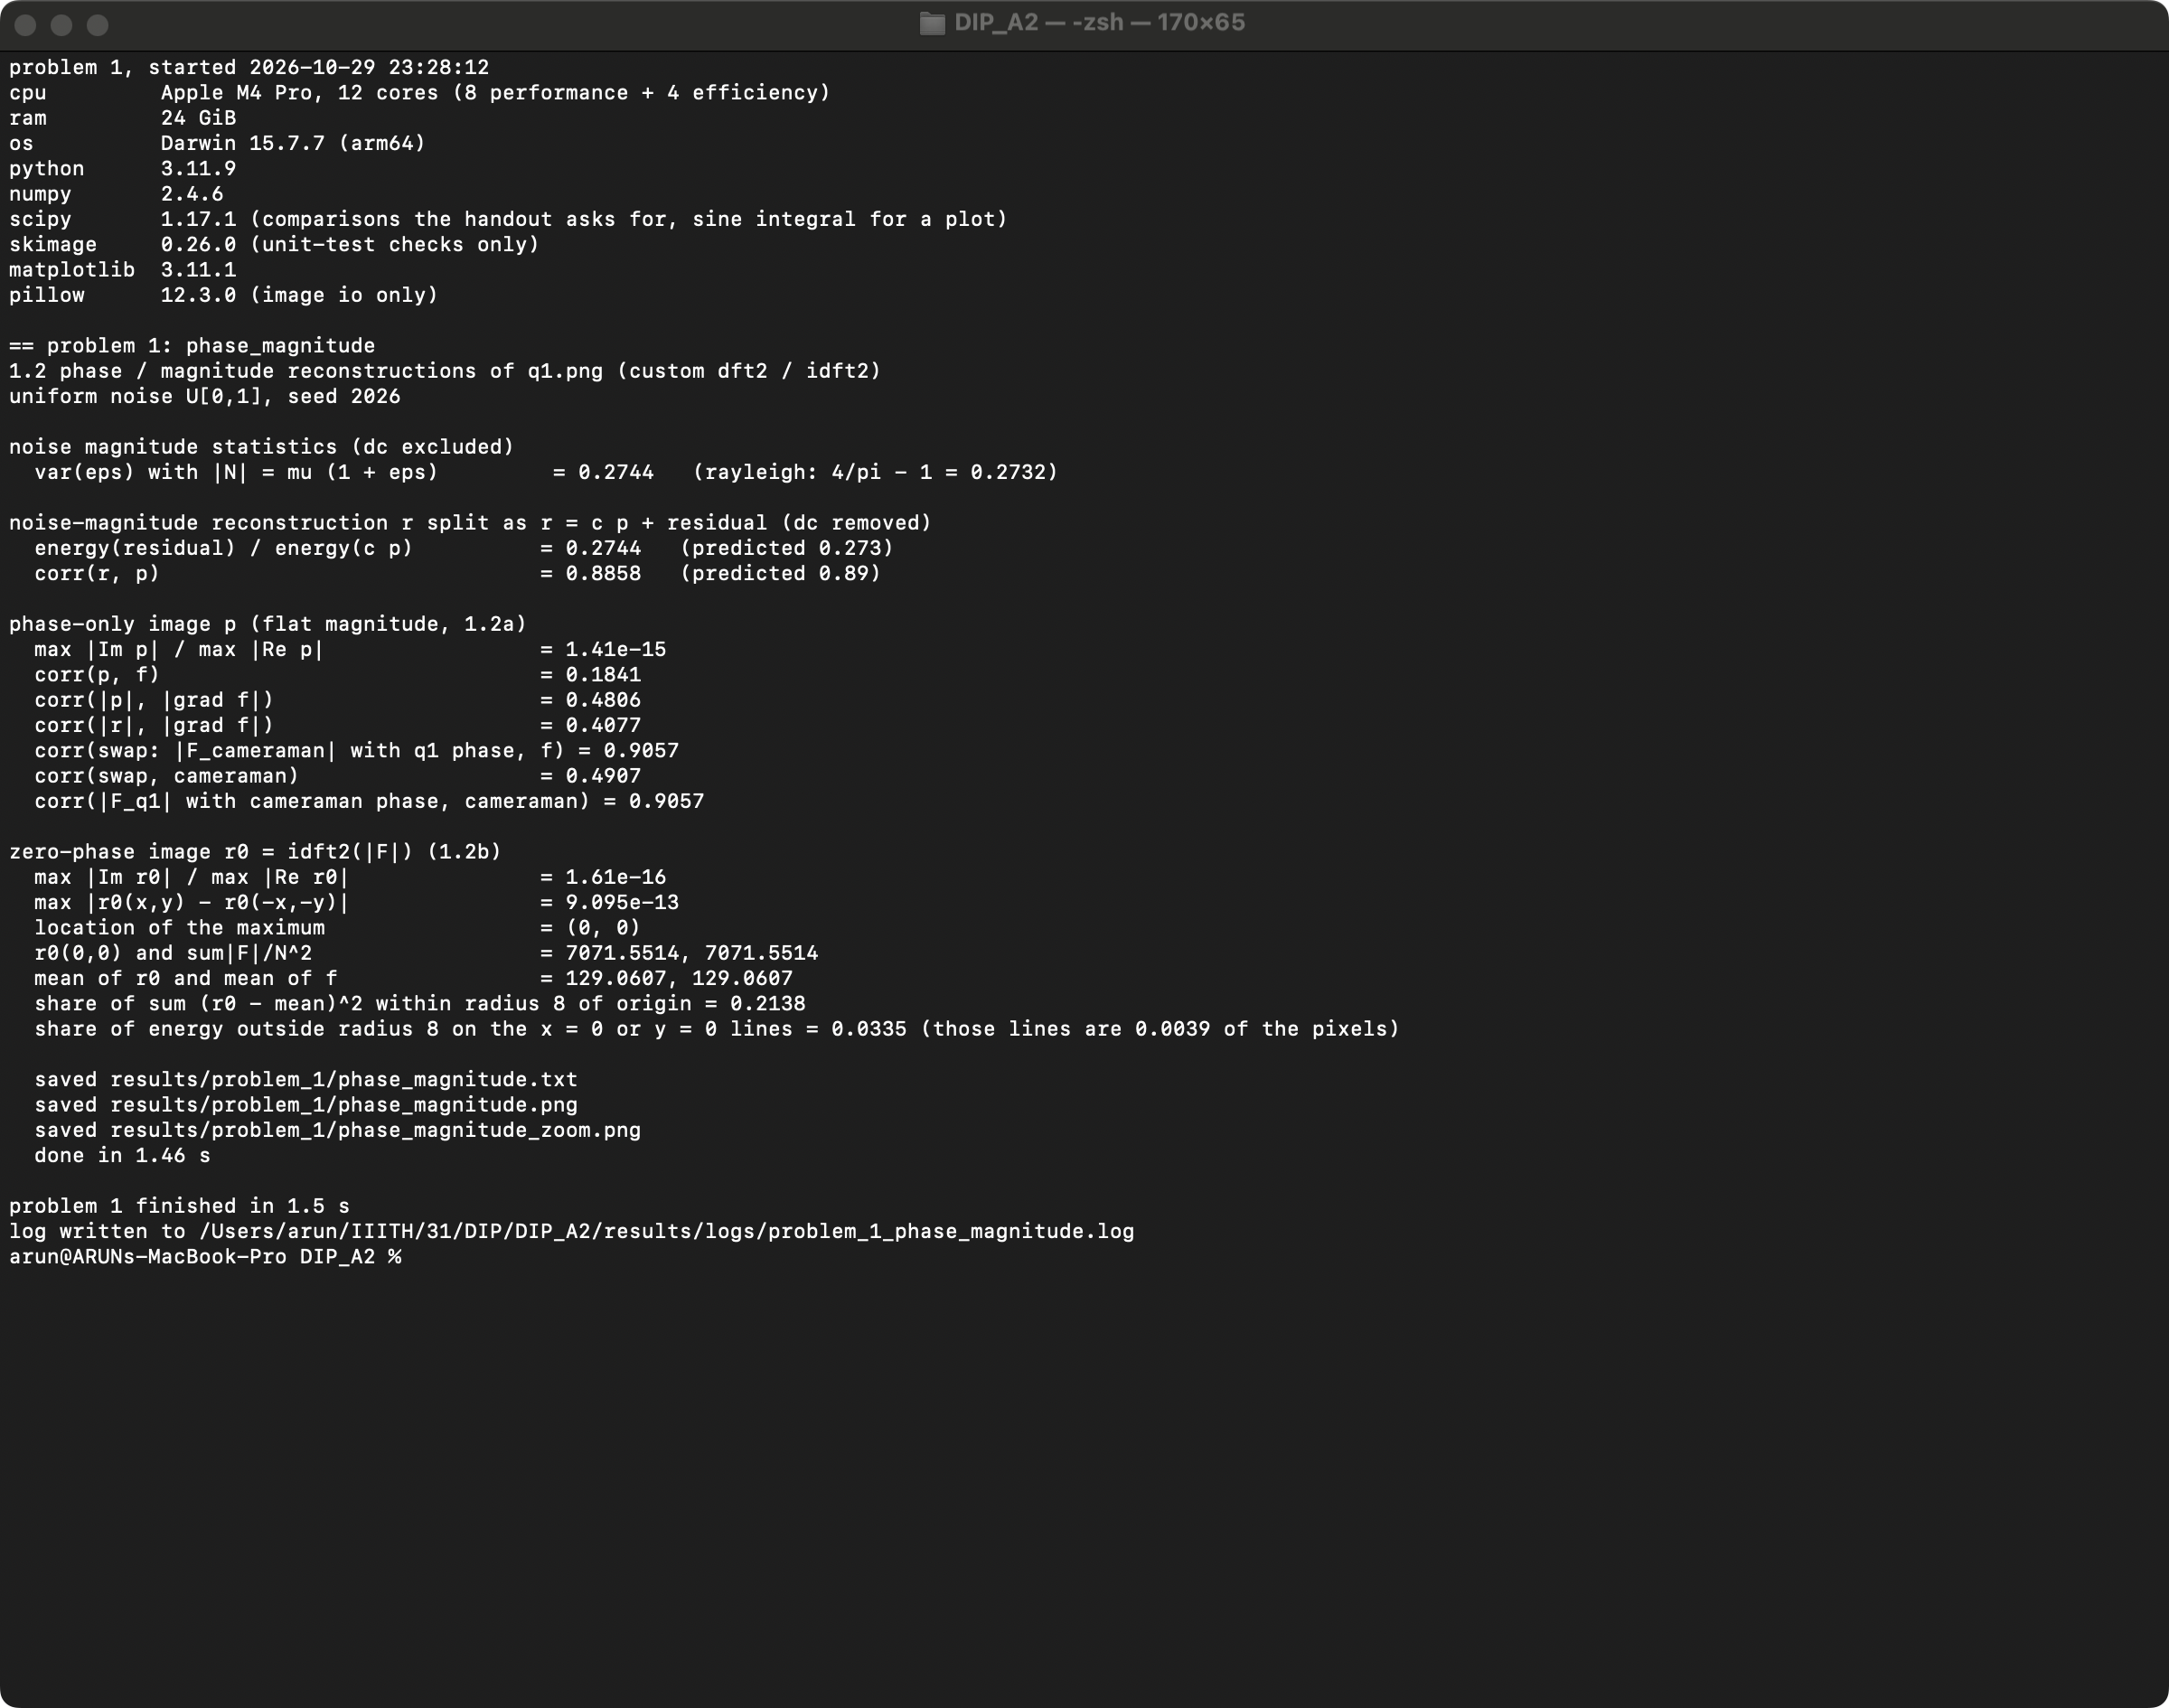 DIP_A2 — -zsh — 170×65
problem 1, started 2026-10-29 23:28:12
cpu         Apple M4 Pro, 12 cores (8 performance + 4 efficiency)
ram         24 GiB
os          Darwin 15.7.7 (arm64)
python      3.11.9
numpy       2.4.6
scipy       1.17.1 (comparisons the handout asks for, sine integral for a plot)
skimage     0.26.0 (unit-test checks only)
matplotlib  3.11.1
pillow      12.3.0 (image io only)

== problem 1: phase_magnitude
1.2 phase / magnitude reconstructions of q1.png (custom dft2 / idft2)
uniform noise U[0,1], seed 2026

noise magnitude statistics (dc excluded)
  var(eps) with |N| = mu (1 + eps)         = 0.2744   (rayleigh: 4/pi - 1 = 0.2732)

noise-magnitude reconstruction r split as r = c p + residual (dc removed)
  energy(residual) / energy(c p)          = 0.2744   (predicted 0.273)
  corr(r, p)                              = 0.8858   (predicted 0.89)

phase-only image p (flat magnitude, 1.2a)
  max |Im p| / max |Re p|                 = 1.41e-15
  corr(p, f)                              = 0.1841
  corr(|p|, |grad f|)                     = 0.4806
  corr(|r|, |grad f|)                     = 0.4077
  corr(swap: |F_cameraman| with q1 phase, f) = 0.9057
  corr(swap, cameraman)                   = 0.4907
  corr(|F_q1| with cameraman phase, cameraman) = 0.9057

zero-phase image r0 = idft2(|F|) (1.2b)
  max |Im r0| / max |Re r0|               = 1.61e-16
  max |r0(x,y) - r0(-x,-y)|               = 9.095e-13
  location of the maximum                 = (0, 0)
  r0(0,0) and sum|F|/N^2                  = 7071.5514, 7071.5514
  mean of r0 and mean of f                = 129.0607, 129.0607
  share of sum (r0 - mean)^2 within radius 8 of origin = 0.2138
  share of energy outside radius 8 on the x = 0 or y = 0 lines = 0.0335 (those lines are 0.0039 of the pixels)

  saved results/problem_1/phase_magnitude.txt
  saved results/problem_1/phase_magnitude.png
  saved results/problem_1/phase_magnitude_zoom.png
  done in 1.46 s

problem 1 finished in 1.5 s
log written to /Users/arun/IIITH/31/DIP/DIP_A2/results/logs/problem_1_phase_magnitude.log
arun@ARUNs-MacBook-Pro DIP_A2 %